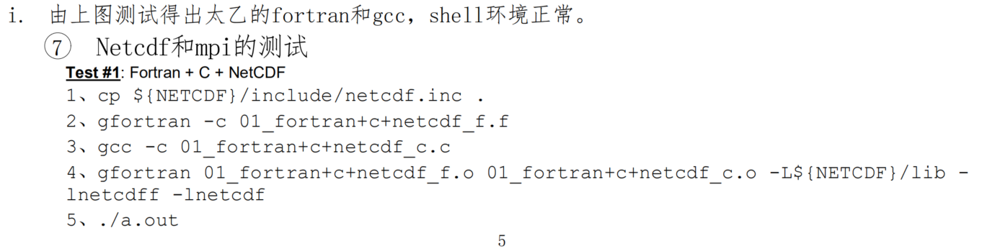 i. 由上图测试得出太乙的fortran和gcc，shell环境正常。
⑦ Netcdf和mpi的测试
Test #1: Fortran + C + NetCDF
1、cp ${NETCDF}/include/netcdf.inc .
2、gfortran -c 01_fortran+c+netcdf_f.f
3、gcc -c 01_fortran+c+netcdf_c.c
4、gfortran 01_fortran+c+netcdf_f.o 01_fortran+c+netcdf_c.o -L${NETCDF}/lib -
lnetcdff -lnetcdf
5、./a.out
5